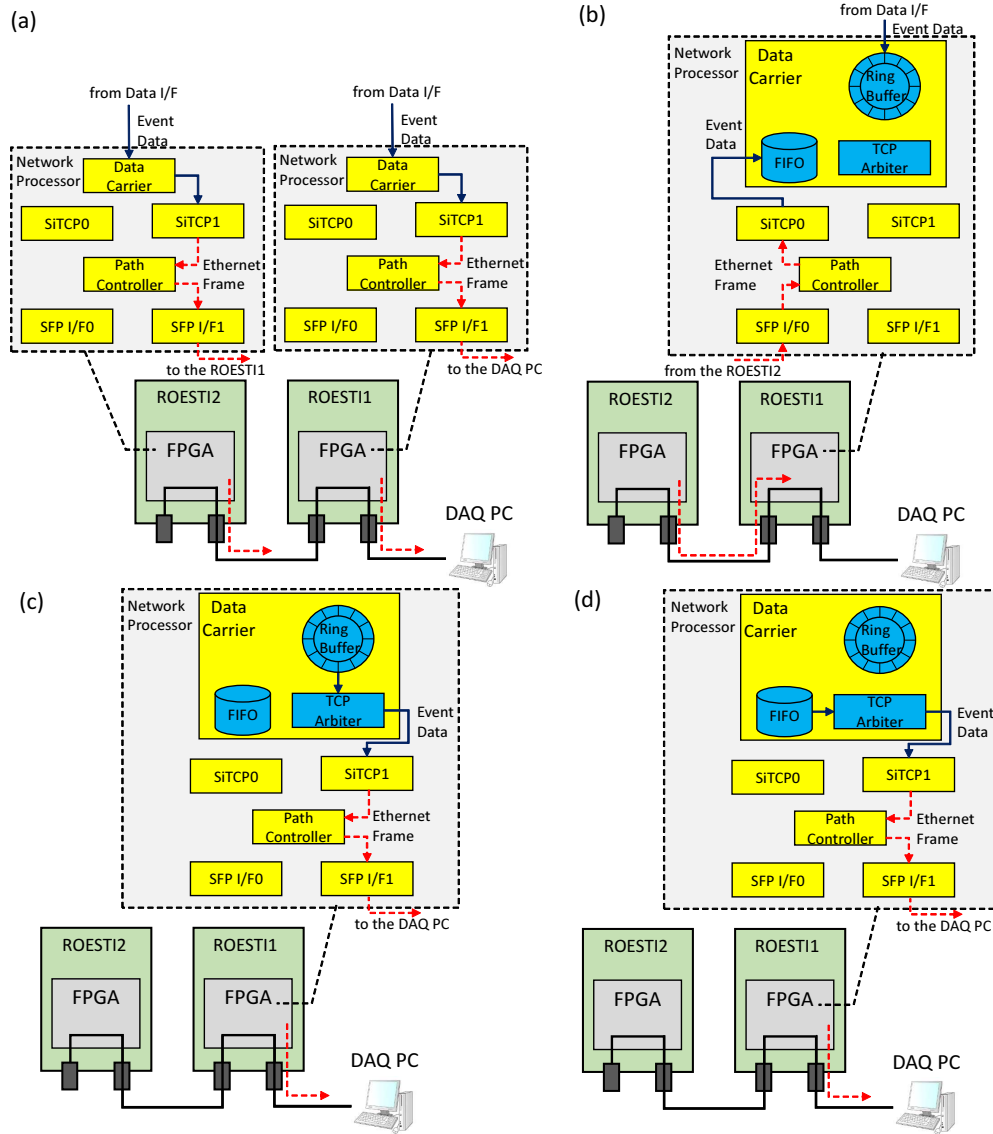 (a)
from Data I/F
Event
Data
Network
Processor
Data
Carrier
SiTCP0
SiTCP1
Path
Controller
Ethernet
Frame
SFP I/F0
SFP I/F1
to the ROESTI1
from Data I/F
Event
Data
Network
Processor
Data
Carrier
SiTCP0
SiTCP1
Path
Controller
Ethernet
Frame
SFP I/F0
SFP I/F1
to the DAQ PC
ROESTI2
FPGA
ROESTI1
FPGA
DAQ PC
(b)
from Data I/F
Event Data
Network
Processor
Data
Carrier
Ring
Buffer
Event
Data
FIFO
TCP
Arbiter
SiTCP0
SiTCP1
Ethernet
Frame
Path
Controller
SFP I/F0
SFP I/F1
from the ROESTI2
ROESTI2
FPGA
ROESTI1
FPGA
DAQ PC
(c)
Network
Processor
Data
Carrier
Ring
Buffer
FIFO
TCP
Arbiter
Event
Data
SiTCP0
SiTCP1
Path
Controller
Ethernet
Frame
SFP I/F0
SFP I/F1
to the DAQ PC
ROESTI2
FPGA
ROESTI1
FPGA
DAQ PC
(d)
Network
Processor
Data
Carrier
Ring
Buffer
FIFO
TCP
Arbiter
Event
Data
SiTCP0
SiTCP1
Path
Controller
Ethernet
Frame
SFP I/F0
SFP I/F1
to the DAQ PC
ROESTI2
FPGA
ROESTI1
FPGA
DAQ PC